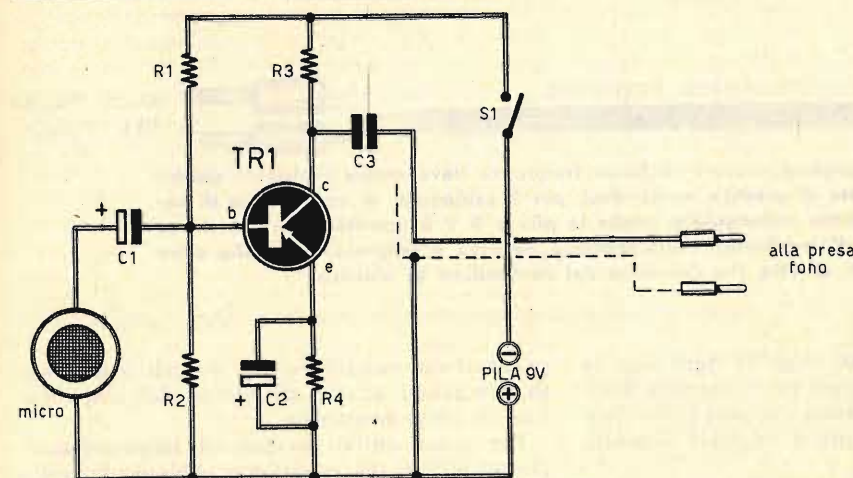 R1
R3
S1
TR1
C3
c
b
+
C1
e
alla presa
fono
−
PILA 9V
+
micro
R2
+
C2
R4